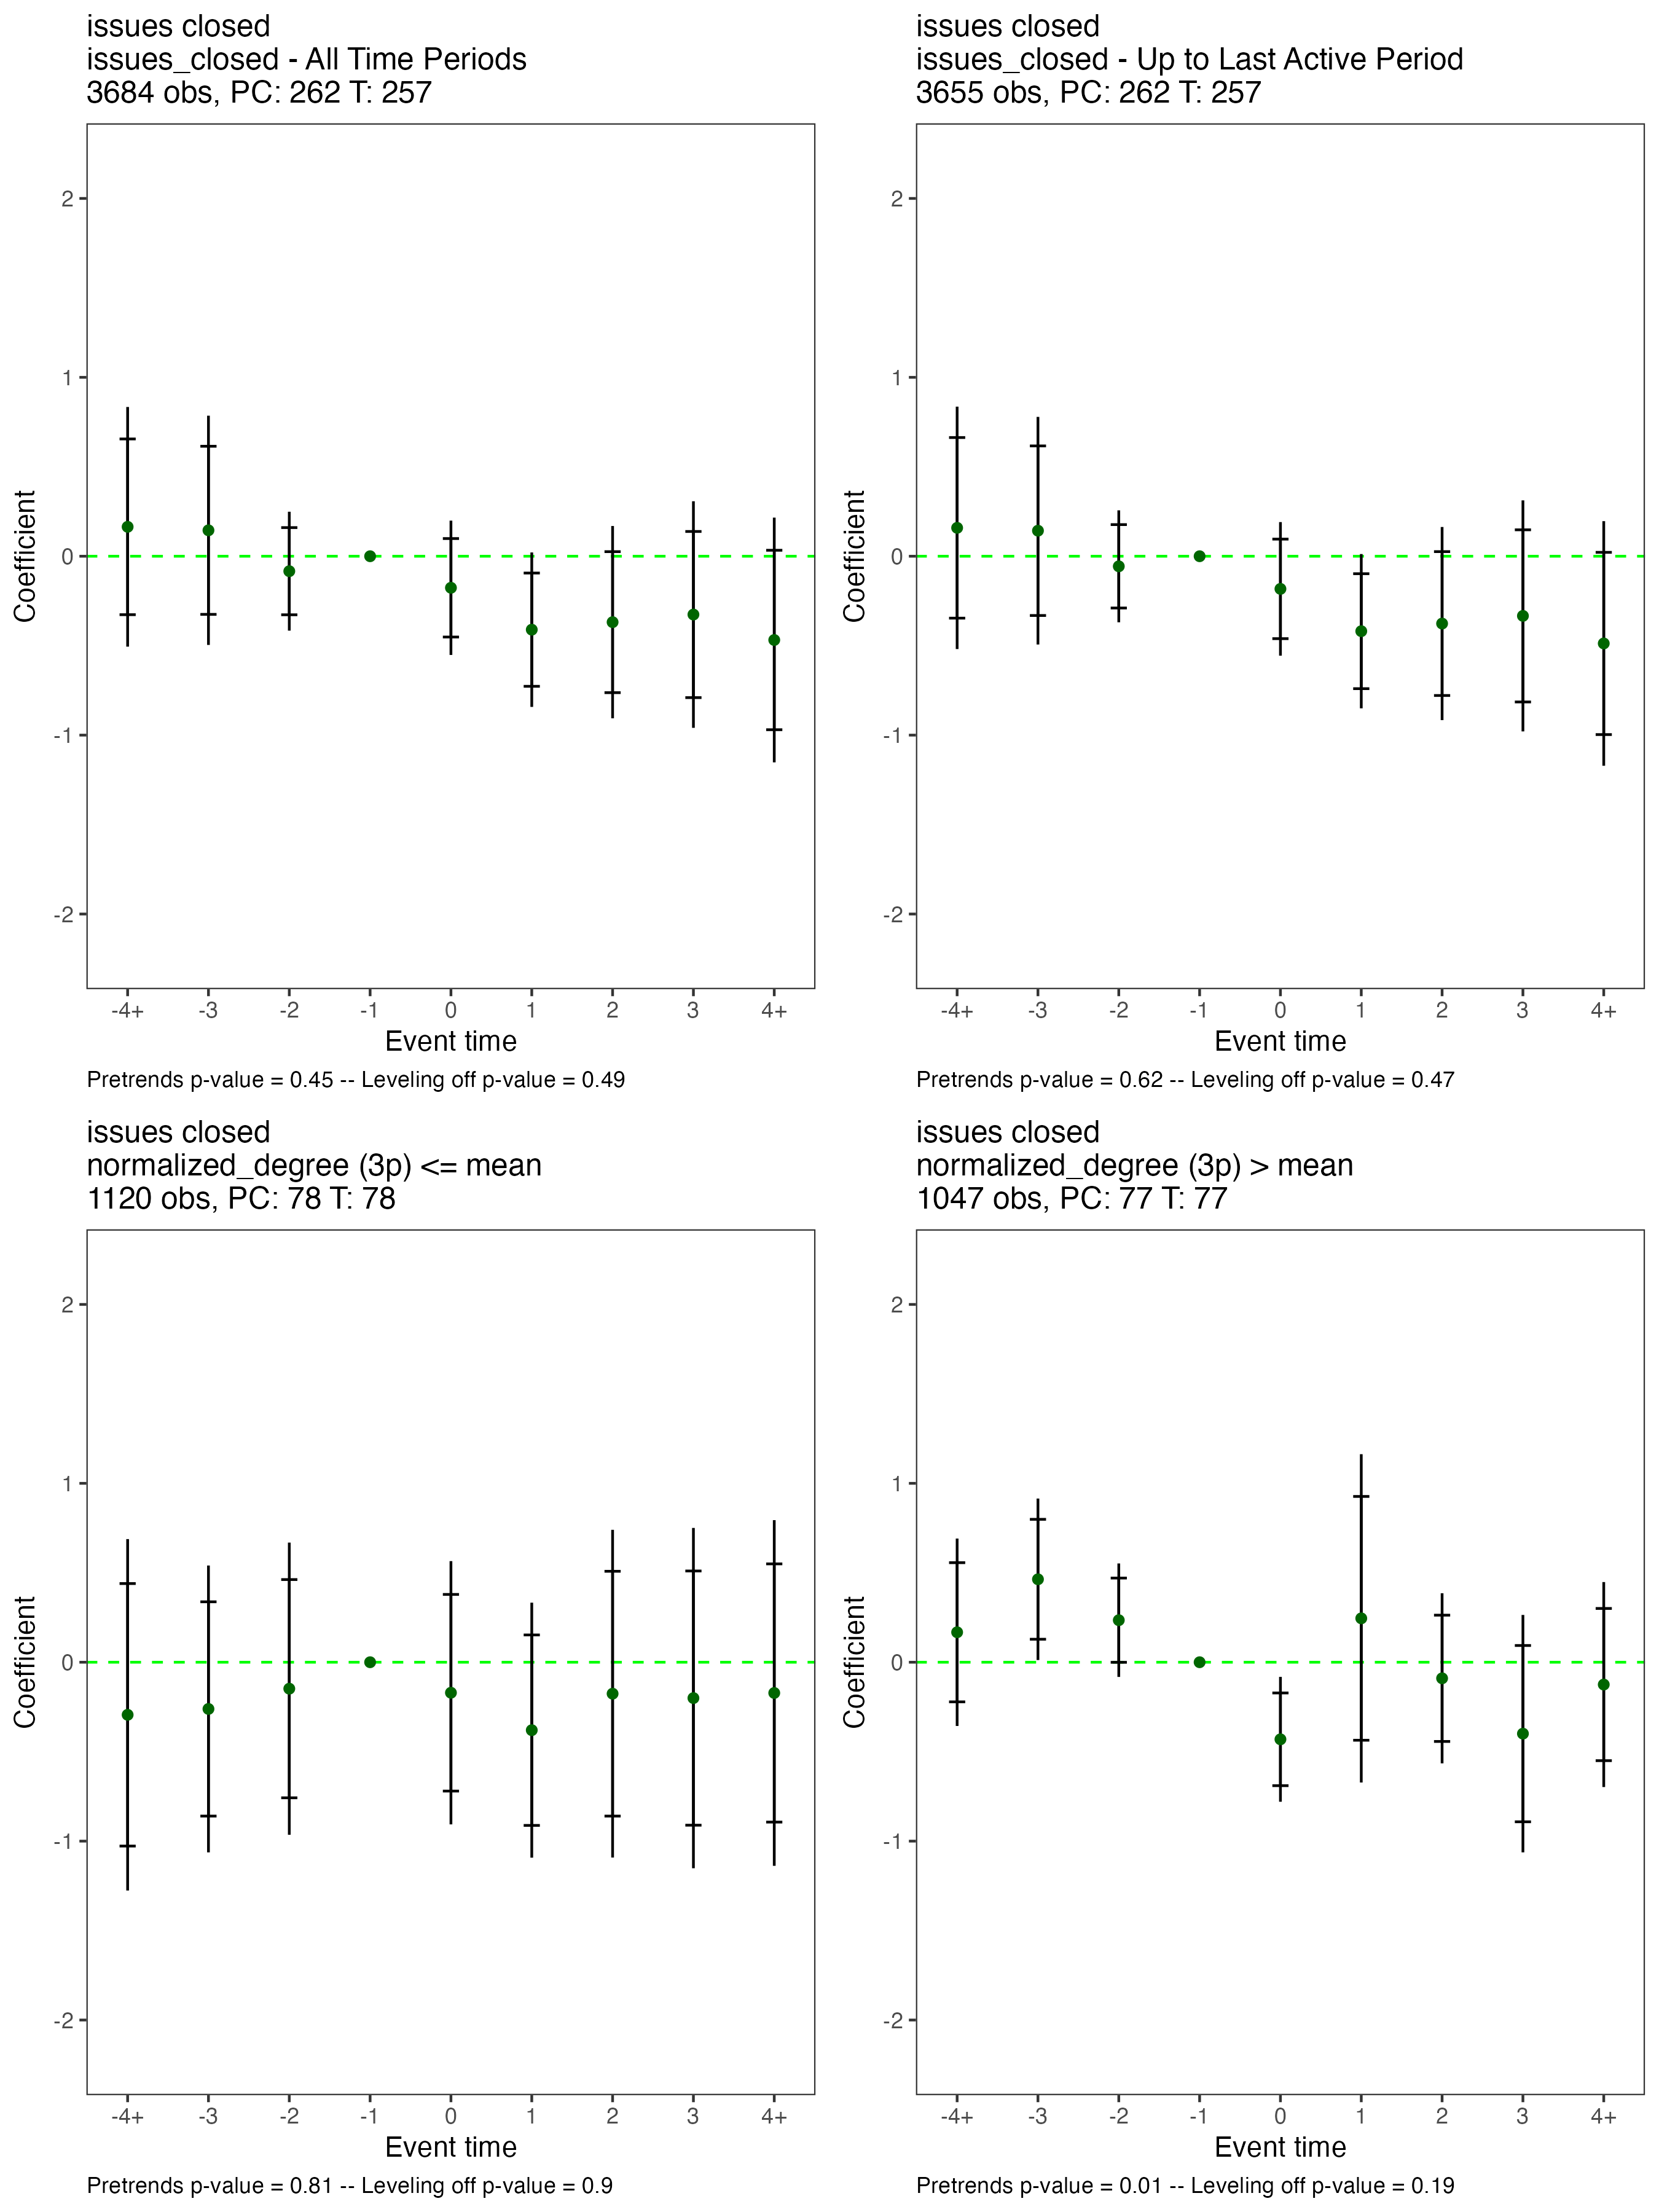 issues closed
issues_closed - All Time Periods
3684 obs, PC: 262 T: 257
Coefficient
2
1
0
-1
-2
-4+ -3 -2 -1 0 1 2 3 4+
Event time
Pretrends p-value = 0.45 -- Leveling off p-value = 0.49
issues closed
issues_closed - Up to Last Active Period
3655 obs, PC: 262 T: 257
Coefficient
2
1
0
-1
-2
-4+ -3 -2 -1 0 1 2 3 4+
Event time
Pretrends p-value = 0.62 -- Leveling off p-value = 0.47
issues closed
normalized_degree (3p) <= mean
1120 obs, PC: 78 T: 78
Coefficient
2
1
0
-1
-2
-4+ -3 -2 -1 0 1 2 3 4+
Event time
Pretrends p-value = 0.81 -- Leveling off p-value = 0.9
issues closed
normalized_degree (3p) > mean
1047 obs, PC: 77 T: 77
Coefficient
2
1
0
-1
-2
-4+ -3 -2 -1 0 1 2 3 4+
Event time
Pretrends p-value = 0.01 -- Leveling off p-value = 0.19